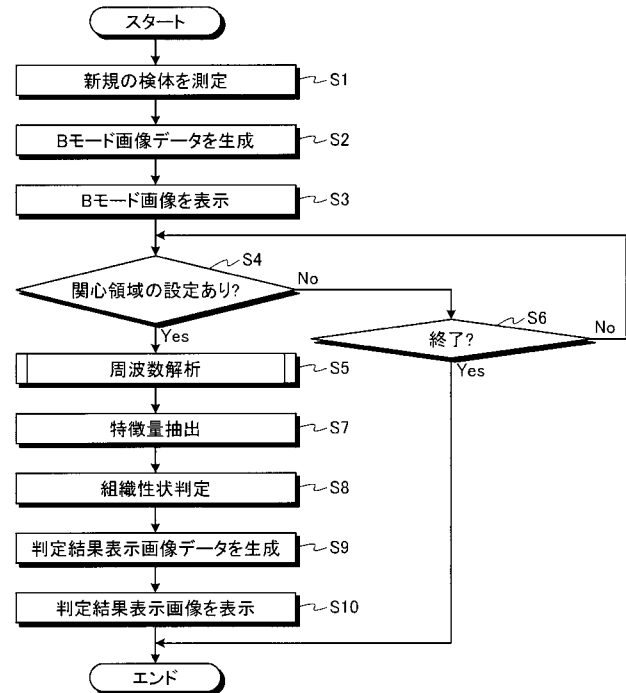 スタート
新規の検体を測定 S1
Bモード画像データを生成 S2
Bモード画像を表示 S3
S4
関心領域の設定あり?
No
Yes
S6
終了?
No
Yes
周波数解析 S5
特徴量抽出 S7
組織性状判定 S8
判定結果表示画像データを生成 S9
判定結果表示画像を表示 S10
エンド